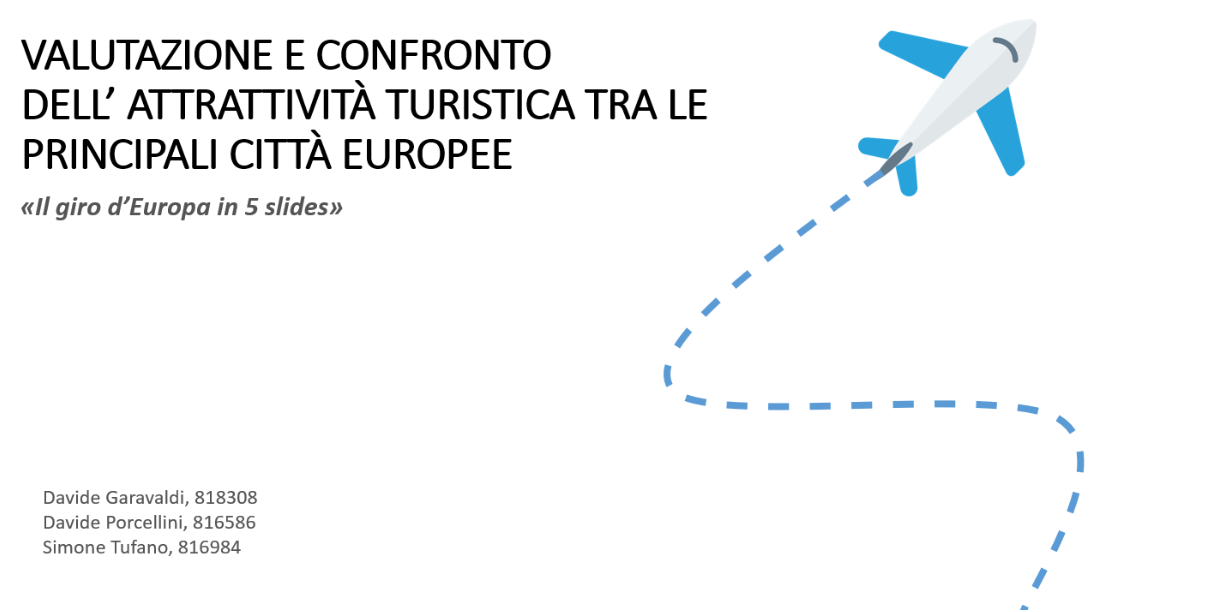 VALUTAZIONE E CONFRONTO
DELL’ ATTRATTIVITÀ TURISTICA TRA LE
PRINCIPALI CITTÀ EUROPEE
«Il giro d’Europa in 5 slides»
Davide Garavaldi, 818308
Davide Porcellini, 816586
Simone Tufano, 816984